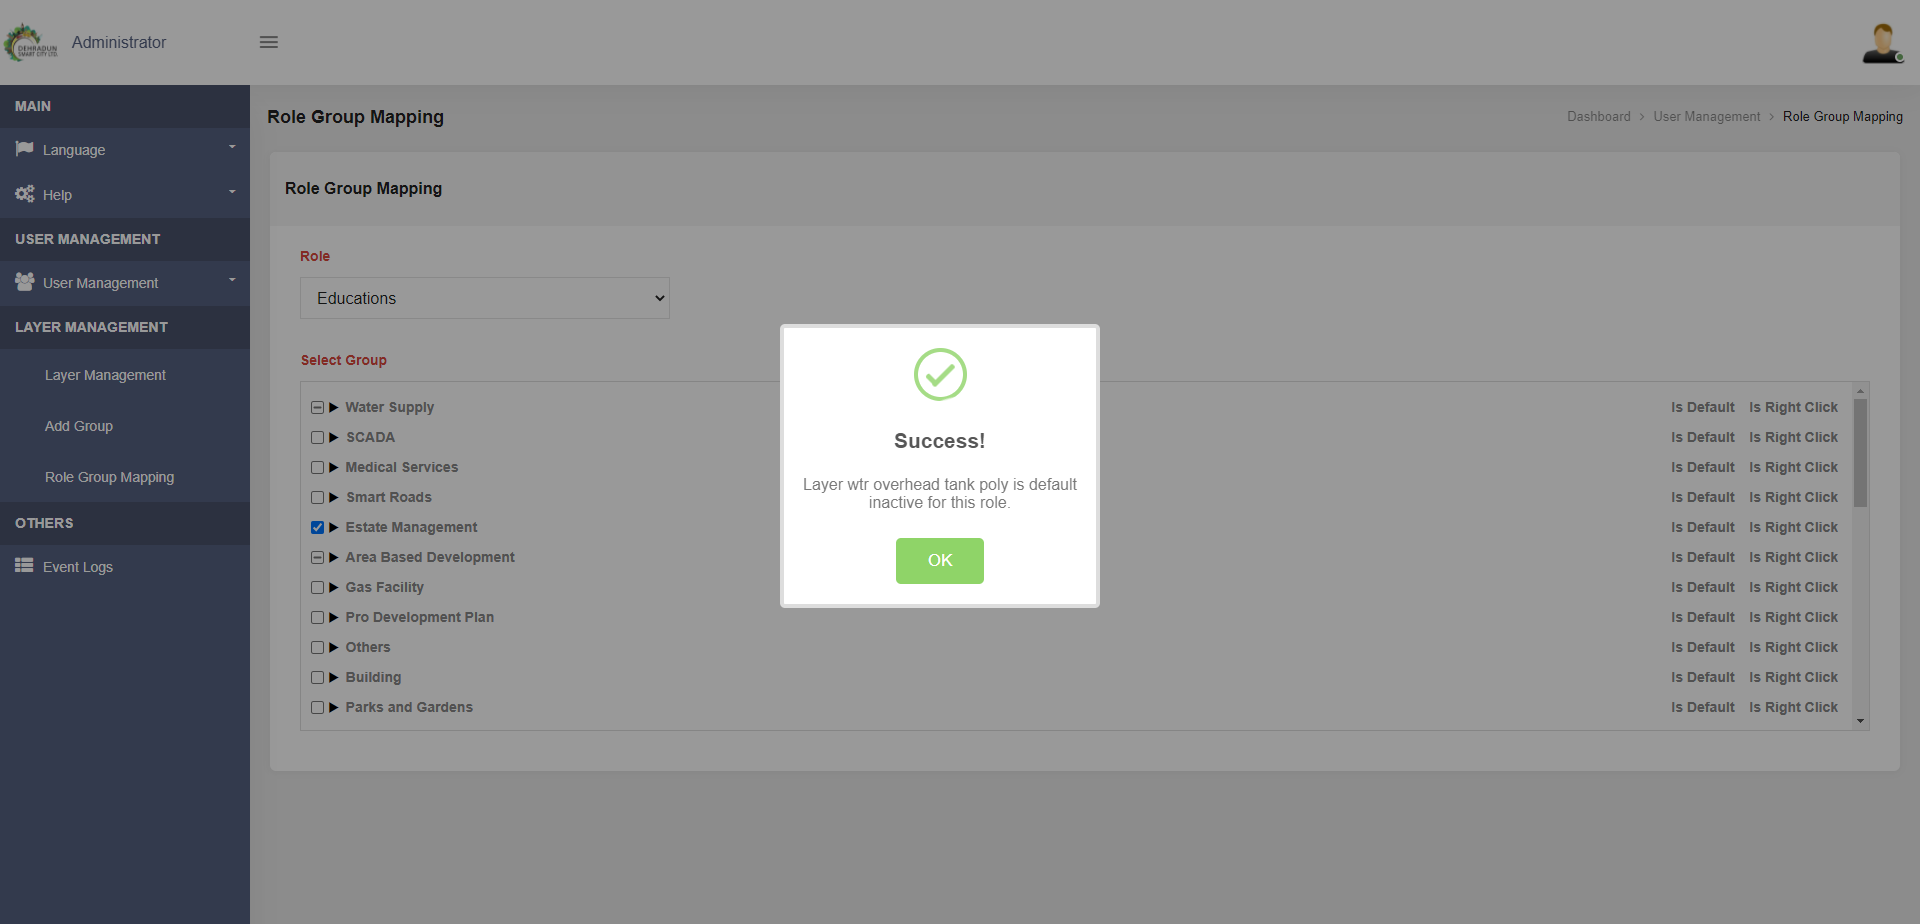 DEHRADUN
SMART CITY LTD.
Administrator
MAIN
Language
Help
USER MANAGEMENT
User Management
LAYER MANAGEMENT
Layer Management
Add Group
Role Group Mapping
OTHERS
Event Logs
Role Group Mapping
Dashboard > User Management > Role Group Mapping
Role Group Mapping
Role
Educations
Select Group
Water Supply Is Default Is Right Click
SCADA Is Default Is Right Click
Medical Services Is Default Is Right Click
Smart Roads Is Default Is Right Click
Estate Management Is Default Is Right Click
Area Based Development Is Default Is Right Click
Gas Facility Is Default Is Right Click
Pro Development Plan Is Default Is Right Click
Others Is Default Is Right Click
Building Is Default Is Right Click
Parks and Gardens Is Default Is Right Click
Success!
Layer wtr overhead tank poly is default
inactive for this role.
OK